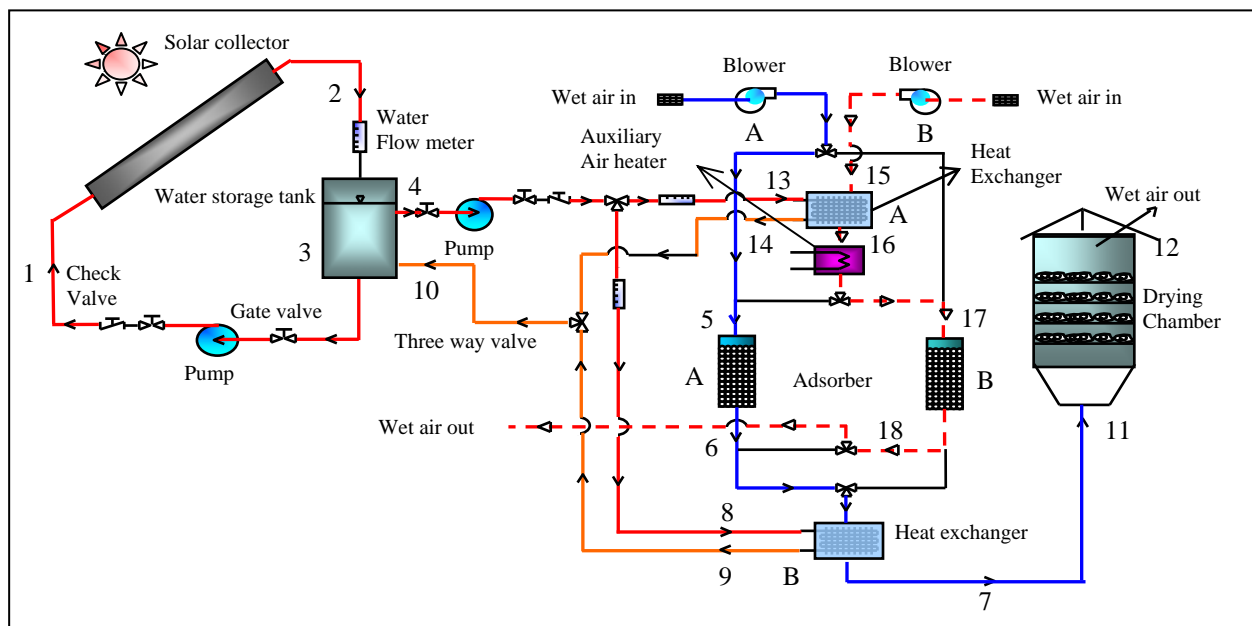 Solar collector
Blower
Blower
Wet air in
Wet air in
2
Water
Flow meter
A
B
Auxiliary
Air heater
Heat
Exchanger
Water storage tank
4
13
15
Wet air out
A
Pump
14
16
12
3
1
Check
Valve
10
Drying
Chamber
Gate valve
Three way valve
5
17
Pump
A
Adsorber
B
Wet air out
6
18
11
8
Heat exchanger
9
B
7